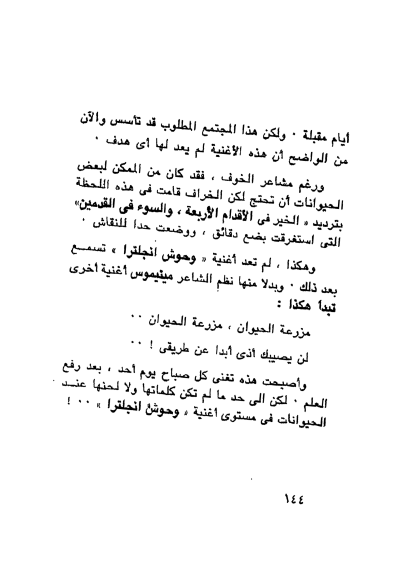 أيام مقبلة · ولكن هذا المجتمع المطلوب قد تأسس والآن
من الواضح أن هذه الأغنية لم يعد لها أى هدف ·
ورغم مشاعر الخوف ، فقد كان من الممكن لبعض
الحيوانات أن تحتج لكن الخراف قامت فى هذه اللحظة
بترديد « الخير فى الأقدام الأربعة ، والسوء فى القدمين»
التى استغرقت بضع دقائق ، ووضعت حدا للنقاش ·
وهكذا ، لم تعد أغنية « وحوش انجلترا » تسمع
بعد ذلك · وبدلا منها نظم الشاعر مينيموس أغنية أخرى
تبدأ هكذا :
مزرعة الحيوان ، مزرعة الحيوان ··
لن يصيبك أذى أبدا عن طريقى ! ··
وأصبحت هذه تغنى كل صباح يوم أحد ، بعد رفع
العلم · لكن الى حد ما لم تكن كلماتها ولا لحنها عند
الحيوانات فى مستوى أغنية « وحوش انجلترا » ·· !
١٤٤